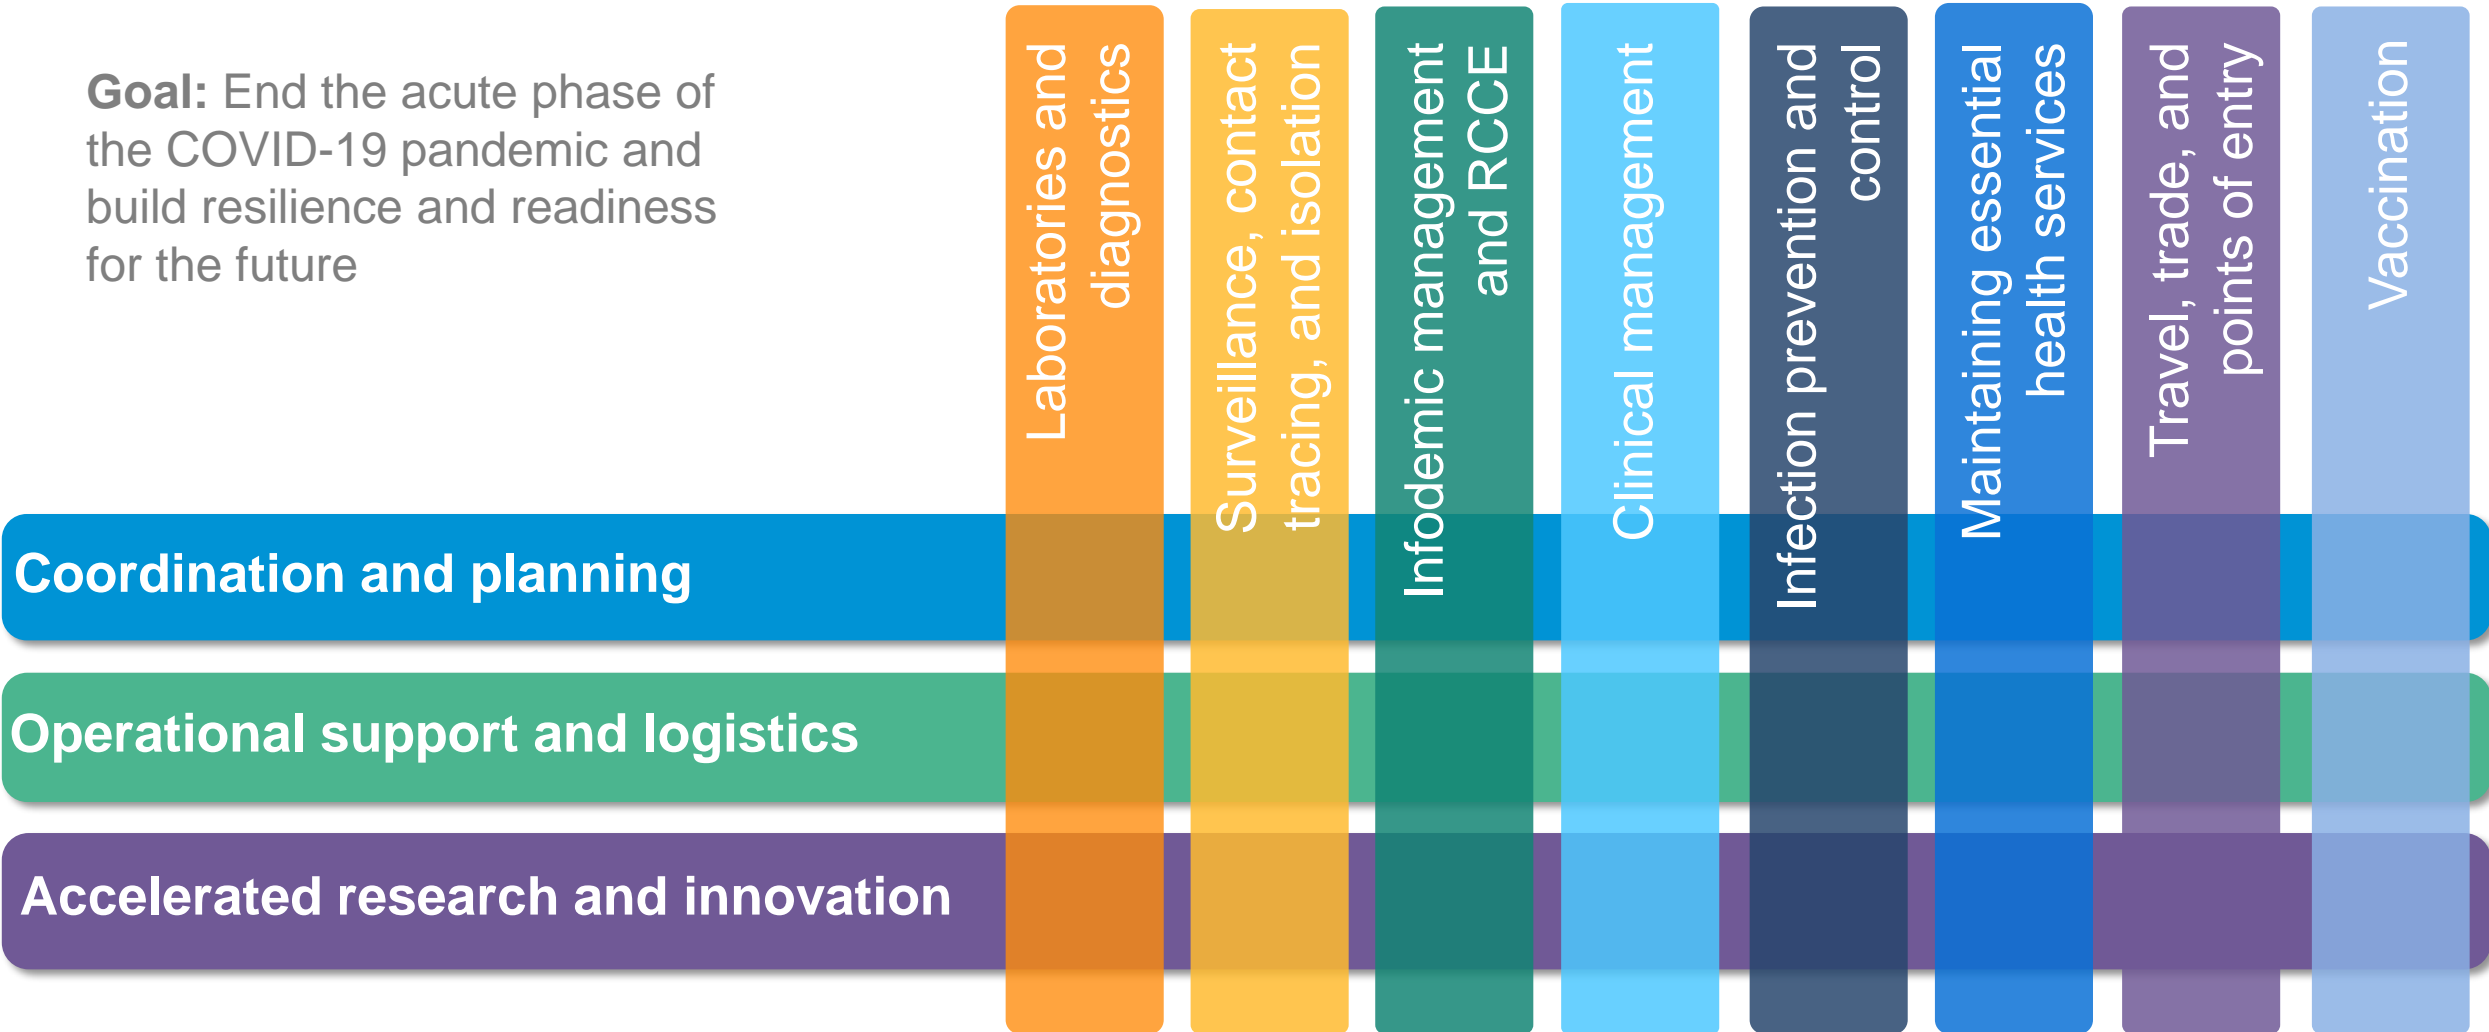 Goal: End the acute phase of
the COVID-19 pandemic and
build resilience and readiness
for the future
Laboratories and
diagnostics
Surveillance, contact
tracing, and isolation
Infodemic management
and RCCE
Clinical management
Infection prevention and
control
Maintaining essential
health services
Travel, trade, and
points of entry
Vaccination
Coordination and planning
Operational support and logistics
Accelerated research and innovation